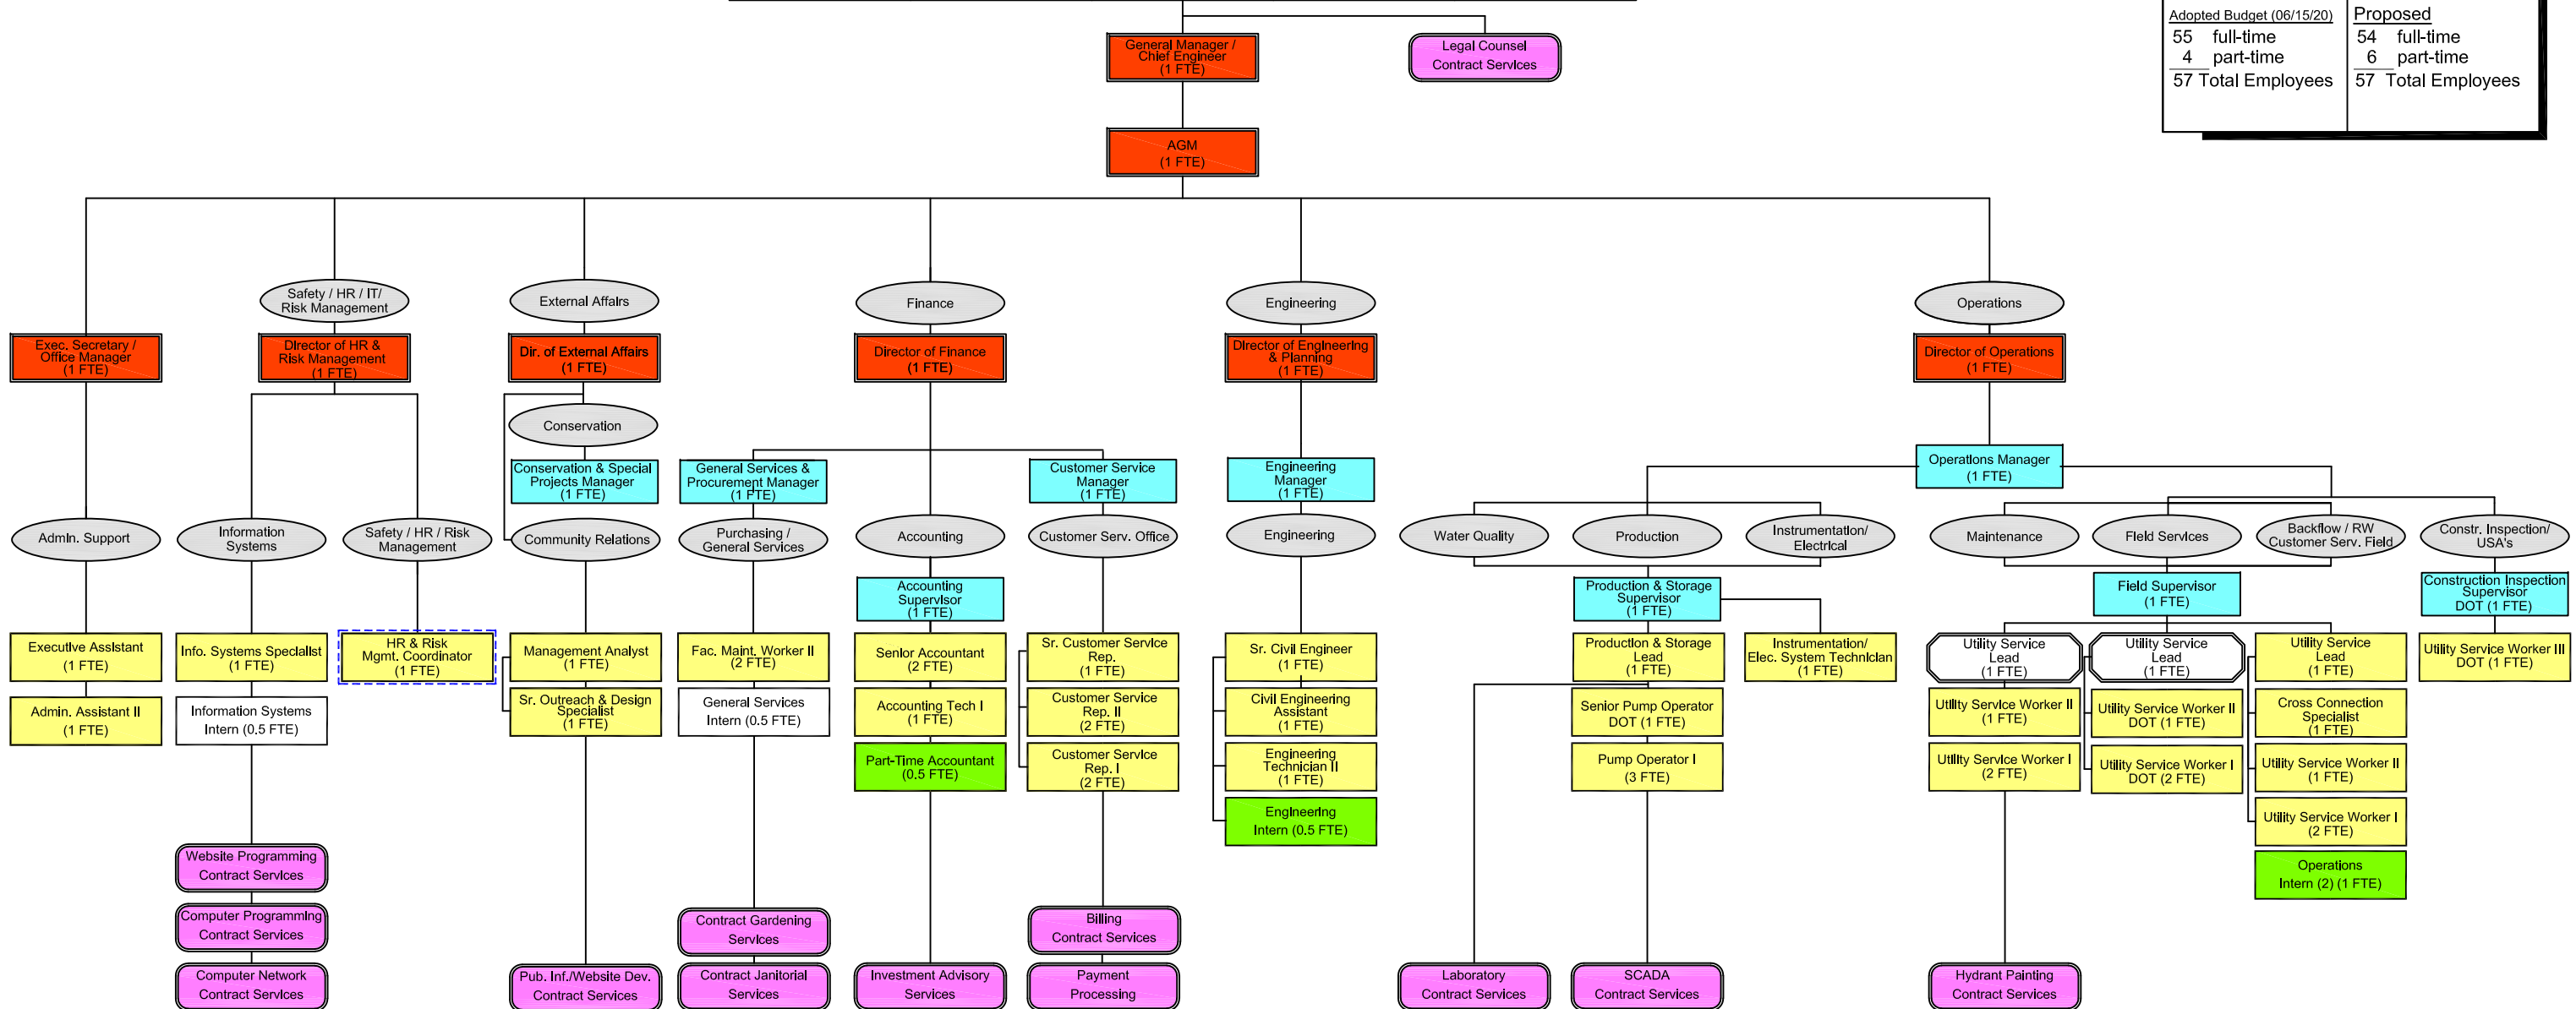 Adopted Budget (06/15/20)
55 full-time
4 part-time
57 Total Employees
Proposed
54 full-time
6 part-time
57 Total Employees
General Manager /
Chief Engineer
(1 FTE)
Legal Counsel
Contract Services
AGM
(1 FTE)
Safety / HR / IT/
Risk Management
External Affairs
Finance
Engineering
Operations
Exec. Secretary /
Office Manager
(1 FTE)
Director of HR &
Risk Management
(1 FTE)
Dir. of External Affairs
(1 FTE)
Director of Finance
(1 FTE)
Director of Engineering
& Planning
(1 FTE)
Director of Operations
(1 FTE)
Conservation
Conservation & Special
Projects Manager
(1 FTE)
General Services &
Procurement Manager
(1 FTE)
Customer Service
Manager
(1 FTE)
Engineering
Manager
(1 FTE)
Operations Manager
(1 FTE)
Admin. Support
Information
Systems
Safety / HR / Risk
Management
Community Relations
Purchasing /
General Services
Accounting
Customer Serv. Office
Engineering
Water Quality
Production
Instrumentation/
Electrical
Maintenance
Field Services
Backflow / RW
Customer Serv. Field
Constr. Inspection/
USA's
Accounting
Supervisor
(1 FTE)
Production & Storage
Supervisor
(1 FTE)
Field Supervisor
(1 FTE)
Construction Inspection
Supervisor
DOT (1 FTE)
Executive Assistant
(1 FTE)
Info. Systems Specialist
(1 FTE)
HR & Risk
Mgmt. Coordinator
(1 FTE)
Management Analyst
(1 FTE)
Fac. Maint. Worker II
(2 FTE)
Senior Accountant
(2 FTE)
Sr. Customer Service
Rep.
(1 FTE)
Sr. Civil Engineer
(1 FTE)
Production & Storage
Lead
(1 FTE)
Instrumentation/
Elec. System Technician
(1 FTE)
Utility Service
Lead
(1 FTE)
Utility Service
Lead
(1 FTE)
Utility Service
Lead
(1 FTE)
Utility Service Worker III
DOT (1 FTE)
Admin. Assistant II
(1 FTE)
Information Systems
Intern (0.5 FTE)
Sr. Outreach & Design
Specialist
(1 FTE)
General Services
Intern (0.5 FTE)
Accounting Tech I
(1 FTE)
Customer Service
Rep. II
(2 FTE)
Civil Engineering
Assistant
(1 FTE)
Senior Pump Operator
DOT (1 FTE)
Utility Service Worker II
(1 FTE)
Utility Service Worker II
DOT (1 FTE)
Cross Connection
Specialist
(1 FTE)
Part-Time Accountant
(0.5 FTE)
Customer Service
Rep. I
(2 FTE)
Engineering
Technician II
(1 FTE)
Pump Operator I
(3 FTE)
Utility Service Worker I
(2 FTE)
Utility Service Worker I
DOT (2 FTE)
Utility Service Worker II
(1 FTE)
Engineering
Intern (0.5 FTE)
Utility Service Worker I
(2 FTE)
Operations
Intern (2) (1 FTE)
Website Programming
Contract Services
Computer Programming
Contract Services
Contract Gardening
Services
Billing
Contract Services
Computer Network
Contract Services
Pub. Inf./Website Dev.
Contract Services
Contract Janitorial
Services
Investment Advisory
Services
Payment
Processing
Laboratory
Contract Services
SCADA
Contract Services
Hydrant Painting
Contract Services